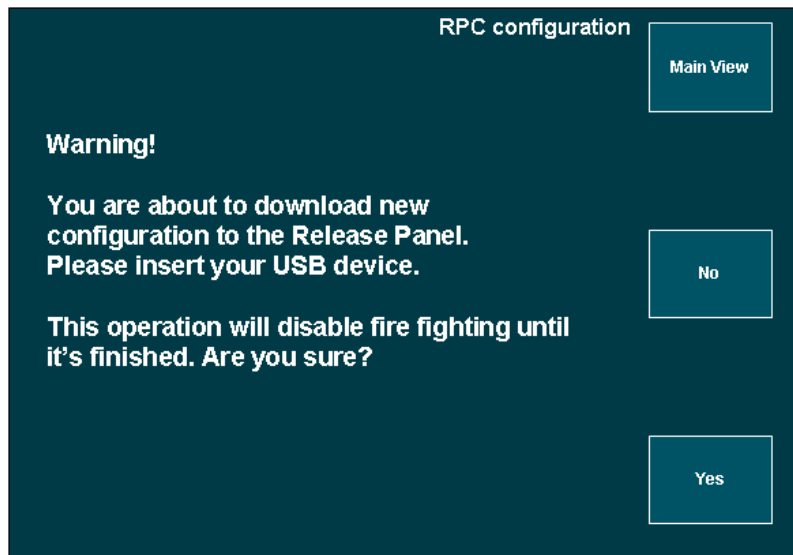 RPC configuration
Main View
Warning!
You are about to download new
configuration to the Release Panel.
Please insert your USB device.
No
This operation will disable fire fighting until
it's finished. Are you sure?
Yes